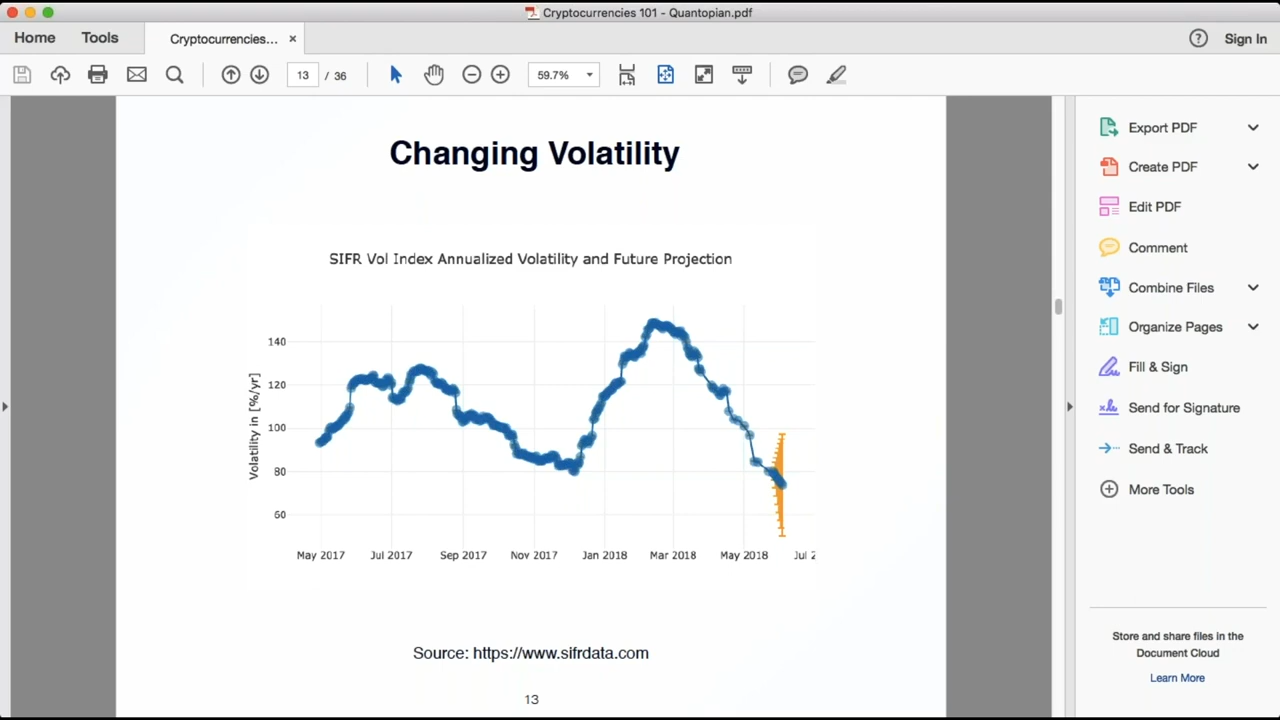 Cryptocurrencies 101 - Quantopian.pdf
Home
Tools
Cryptocurrencies... ×
? Sign In
13 / 36
59.7%
Changing Volatility
SIFR Vol Index Annualized Volatility and Future Projection
Volatility in [%/yr]
140
120
100
80
60
May 2017 Jul 2017 Sep 2017 Nov 2017 Jan 2018 Mar 2018 May 2018 Jul 2
Source: https://www.sifrdata.com
13
Export PDF
Create PDF
Edit PDF
Comment
Combine Files
Organize Pages
Fill & Sign
Send for Signature
Send & Track
More Tools
Store and share files in the
Document Cloud
Learn More